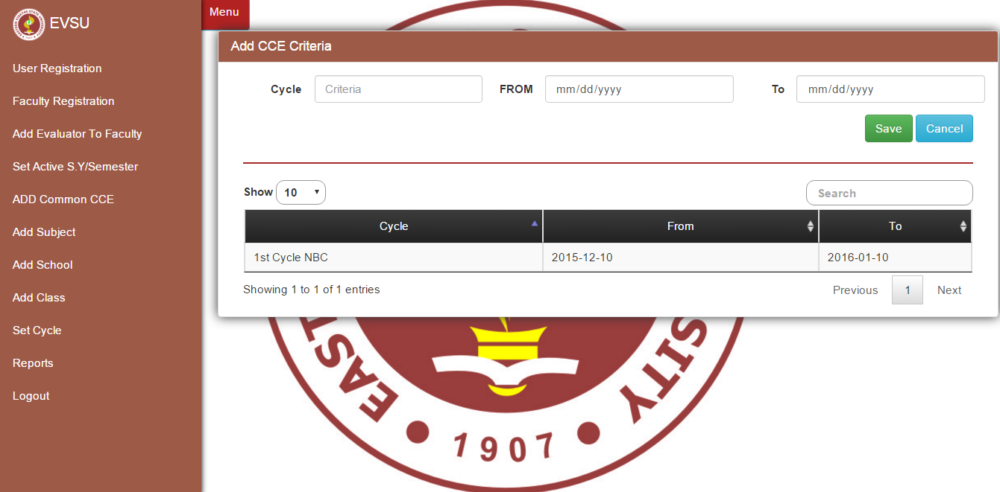 EVSU
Menu
User Registration
Faculty Registration
Add Evaluator To Faculty
Set Active S.Y/Semester
ADD Common CCE
Add Subject
Add School
Add Class
Set Cycle
Reports
Logout
Add CCE Criteria
Cycle Criteria FROM mm/dd/yyyy To mm/dd/yyyy
Save Cancel
Show 10 Search
Cycle From To
1st Cycle NBC 2015-12-10 2016-01-10
Showing 1 to 1 of 1 entries Previous 1 Next
EAST SITY
1907